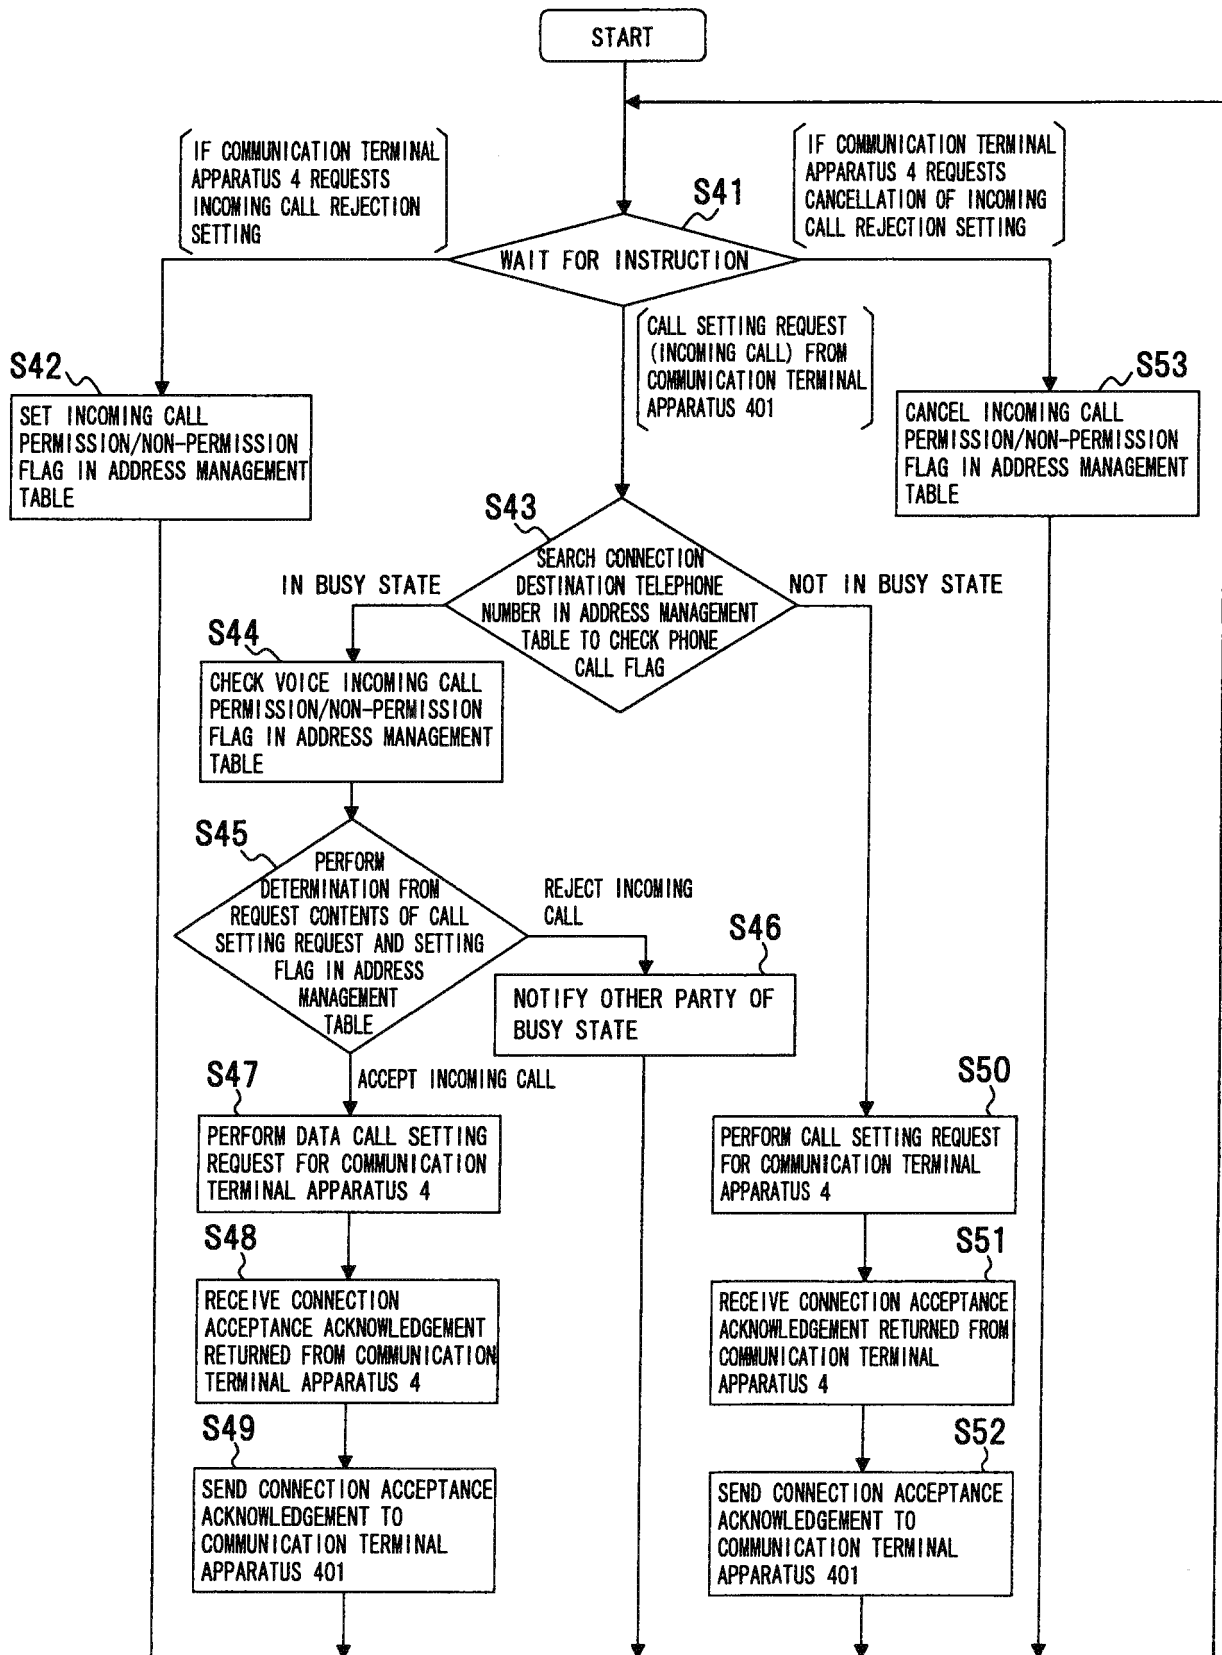 START
IF COMMUNICATION TERMINAL
APPARATUS 4 REQUESTS
INCOMING CALL REJECTION
SETTING
IF COMMUNICATION TERMINAL
APPARATUS 4 REQUESTS
CANCELLATION OF INCOMING
CALL REJECTION SETTING
S41
WAIT FOR INSTRUCTION
CALL SETTING REQUEST
(INCOMING CALL) FROM
COMMUNICATION TERMINAL
APPARATUS 401
S42
SET INCOMING CALL
PERMISSION/NON-PERMISSION
FLAG IN ADDRESS MANAGEMENT
TABLE
S53
CANCEL INCOMING CALL
PERMISSION/NON-PERMISSION
FLAG IN ADDRESS MANAGEMENT
TABLE
S43
SEARCH CONNECTION
DESTINATION TELEPHONE
NUMBER IN ADDRESS MANAGEMENT
TABLE TO CHECK PHONE
CALL FLAG
IN BUSY STATE
NOT IN BUSY STATE
S44
CHECK VOICE INCOMING CALL
PERMISSION/NON-PERMISSION
FLAG IN ADDRESS MANAGEMENT
TABLE
S45
PERFORM
DETERMINATION FROM
REQUEST CONTENTS OF CALL
SETTING REQUEST AND SETTING
FLAG IN ADDRESS
MANAGEMENT
TABLE
REJECT INCOMING
CALL
S46
NOTIFY OTHER PARTY OF
BUSY STATE
ACCEPT INCOMING CALL
S47
PERFORM DATA CALL SETTING
REQUEST FOR COMMUNICATION
TERMINAL APPARATUS 4
S50
PERFORM CALL SETTING REQUEST
FOR COMMUNICATION TERMINAL
APPARATUS 4
S48
RECEIVE CONNECTION
ACCEPTANCE ACKNOWLEDGEMENT
RETURNED FROM COMMUNICATION
TERMINAL APPARATUS 4
S51
RECEIVE CONNECTION ACCEPTANCE
ACKNOWLEDGEMENT RETURNED FROM
COMMUNICATION TERMINAL
APPARATUS 4
S49
SEND CONNECTION ACCEPTANCE
ACKNOWLEDGEMENT TO
COMMUNICATION TERMINAL
APPARATUS 401
S52
SEND CONNECTION ACCEPTANCE
ACKNOWLEDGEMENT TO
COMMUNICATION TERMINAL
APPARATUS 401